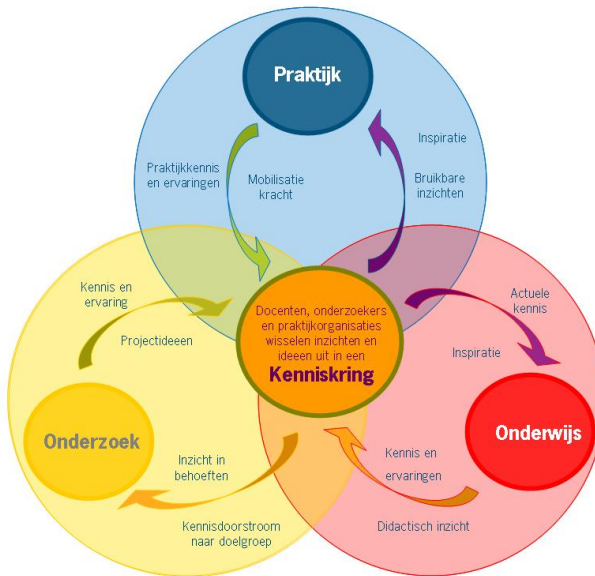 Praktijk
Inspiratie
Praktijkkennis
en ervaringen
Mobilisatie
kracht
Bruikbare
inzichten
Kennis en
ervaring
Projectideeen
Docenten, onderzoekers
en praktijkorganisaties
wisselen inzichten en
ideeen uit in een
Kenniskring
Actuele
kennis
Inspiratie
Onderzoek
Onderwijs
Inzicht in
behoeften
Kennis en
ervaringen
Kennisdoorstroom
naar doelgroep
Didactisch inzicht